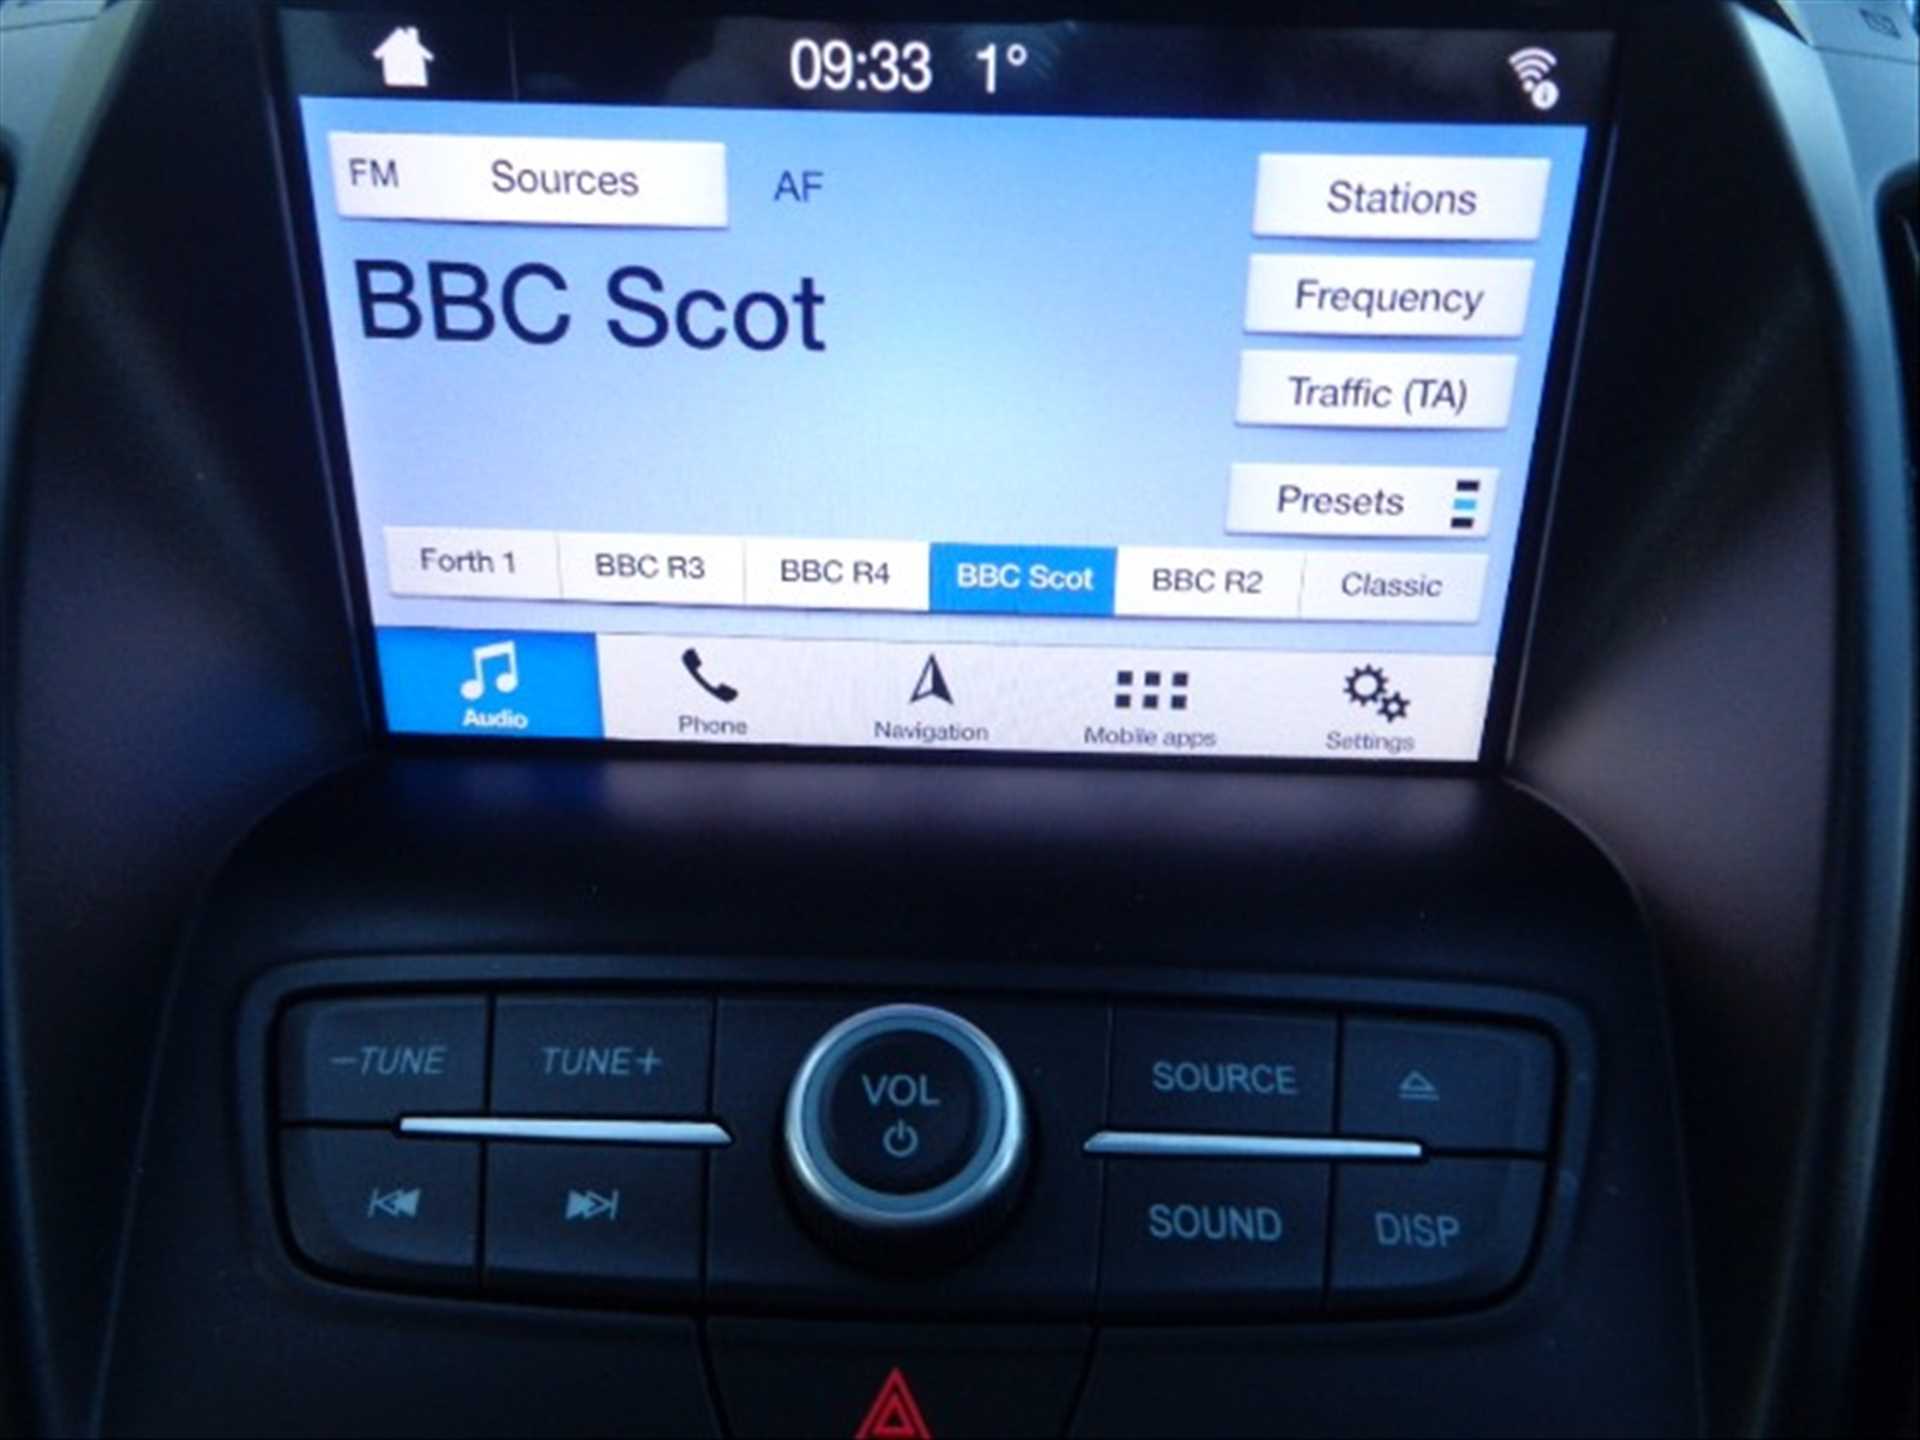 09:33 1°
FM Sources AF Stations
BBC Scot
Frequency
Traffic (TA)
Presets
Forth 1 BBC R3 BBC R4 BBC Scot BBC R2 Classic
Audio Phone Navigation Mobile apps Settings
−TUNE TUNE+ VOL SOURCE
SOUND DISP